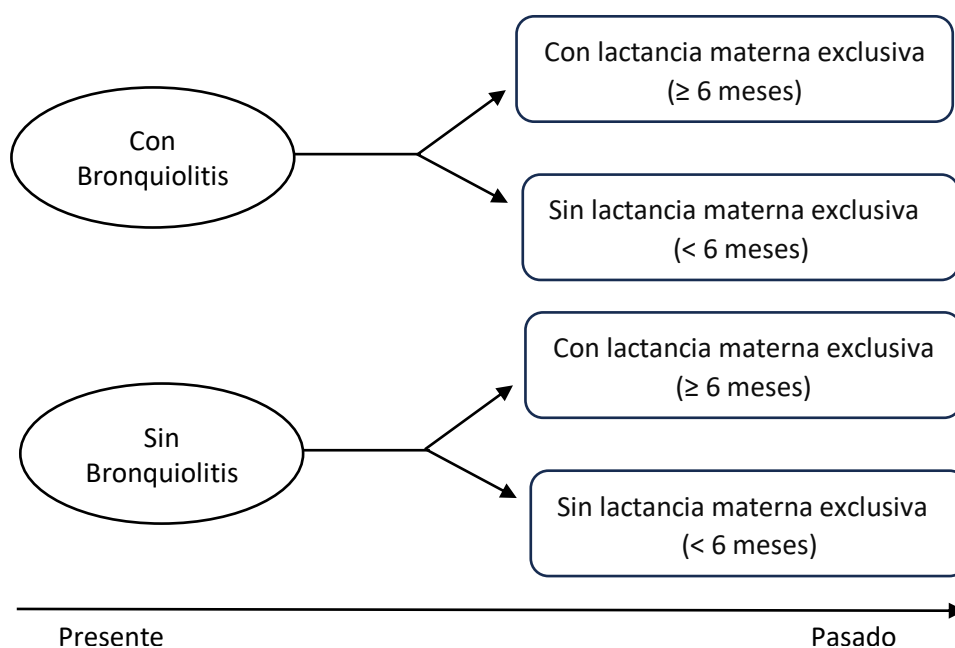 Con
Bronquiolitis
Con lactancia materna exclusiva
(≥ 6 meses)
Sin lactancia materna exclusiva
(< 6 meses)
Sin
Bronquiolitis
Con lactancia materna exclusiva
(≥ 6 meses)
Sin lactancia materna exclusiva
(< 6 meses)
Presente
Pasado